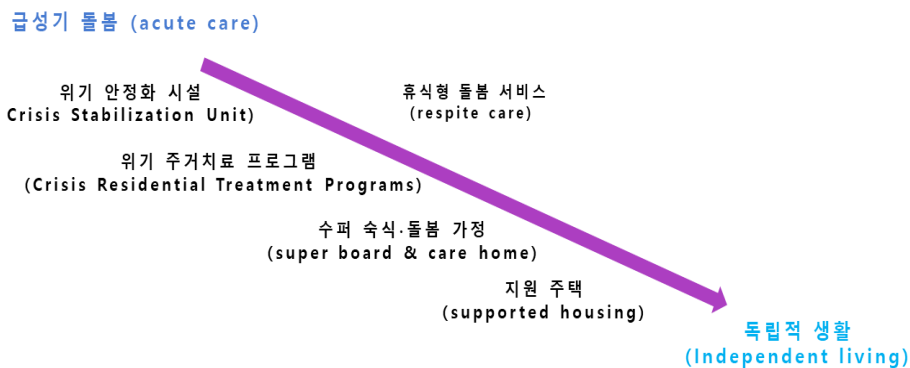 급성기 돌봄 (acute care)
위기 안정화 시설
Crisis Stabilization Unit)
휴식형 돌봄 서비스
(respite care)
위기 주거치료 프로그램
(Crisis Residential Treatment Programs)
수퍼 숙식·돌봄 가정
(super board & care home)
지원 주택
(supported housing)
독립적 생활
(Independent living)